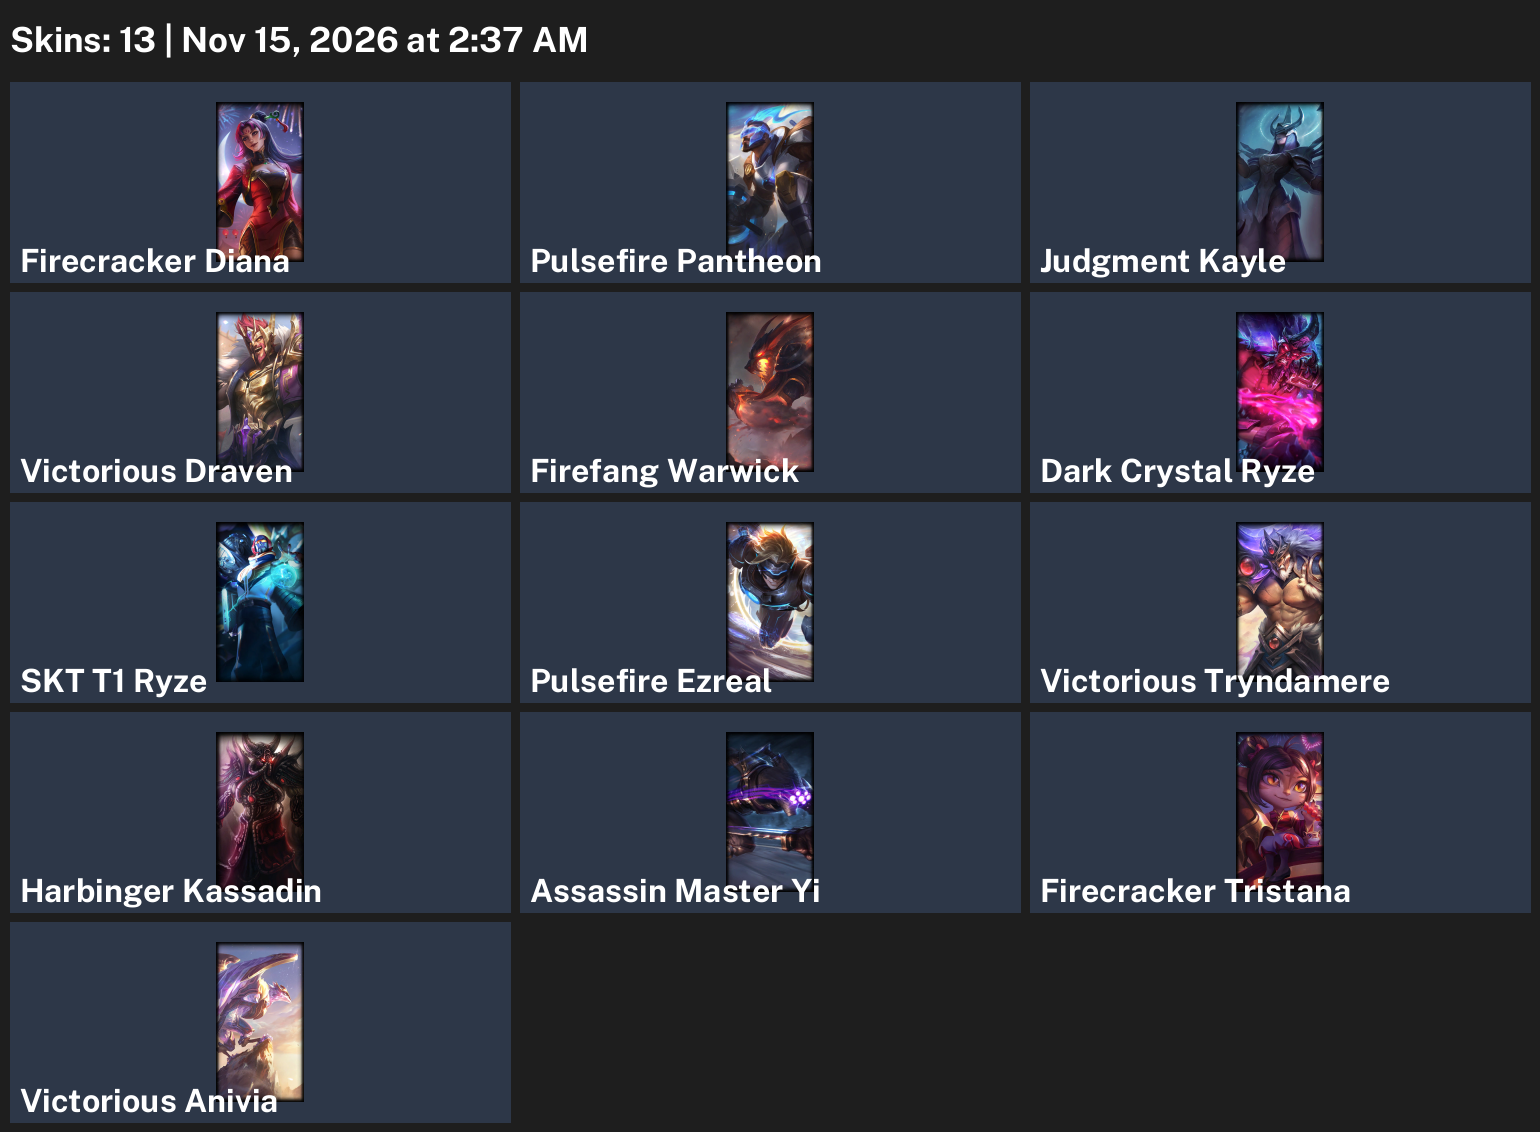 Skins: 13 | Nov 15, 2026 at 2:37 AM
Firecracker Diana
Pulsefire Pantheon
Judgment Kayle
Victorious Draven
Firefang Warwick
Dark Crystal Ryze
SKT T1 Ryze
Pulsefire Ezreal
Victorious Tryndamere
Harbinger Kassadin
Assassin Master Yi
Firecracker Tristana
Victorious Anivia